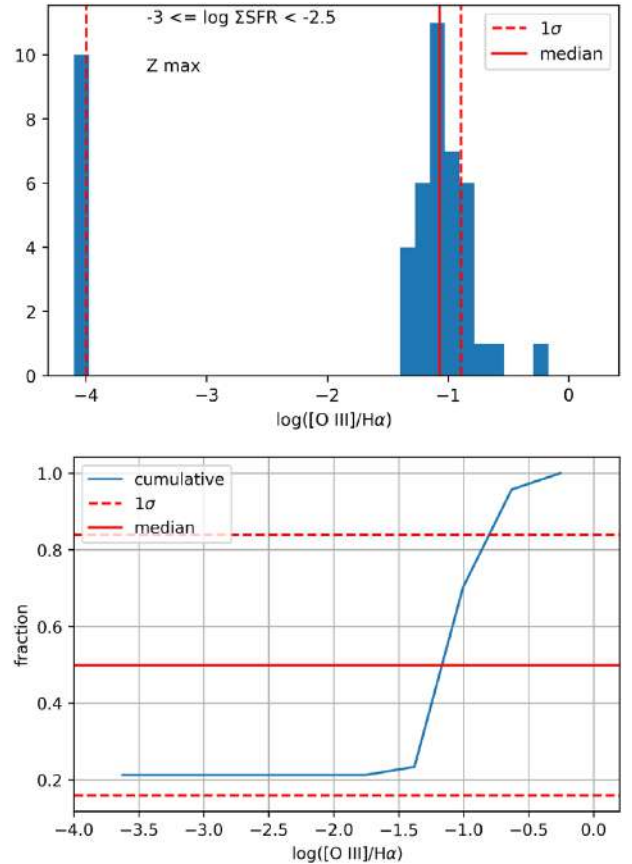 -3 <= log ΣSFR < -2.5
Z max
1σ
median
10
8
6
4
2
0
-4
-3
-2
-1
0
log([O III]/Hα)
cumulative
1σ
median
1.0
0.8
0.6
0.4
0.2
fraction
-4.0
-3.5
-3.0
-2.5
-2.0
-1.5
-1.0
-0.5
0.0
log([O III]/Hα)